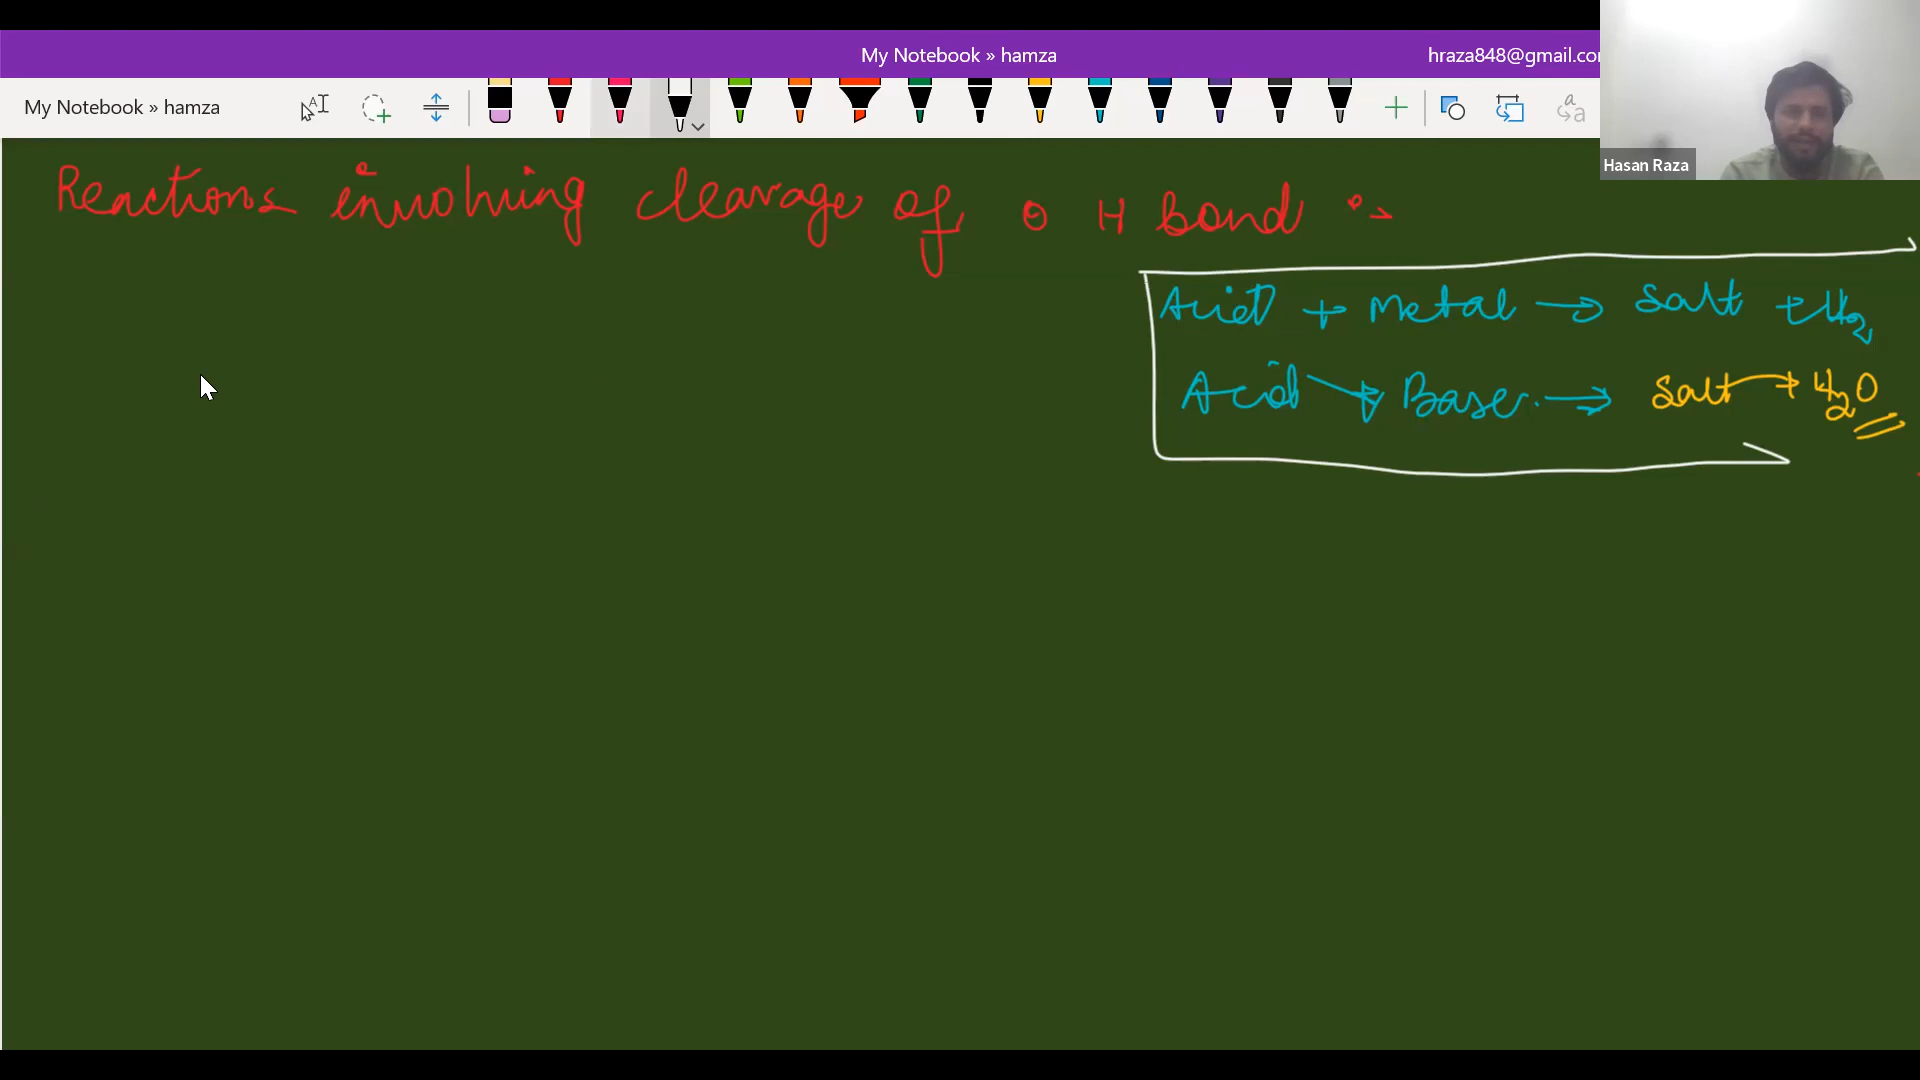 My Notebook » hamza
hraza848@gmail.co
My Notebook » hamza
Hasan Raza
Reactions involving cleavage of O H bond :-
Acid + Metal → Salt + H₂
Acid + Base → Salt + H₂O